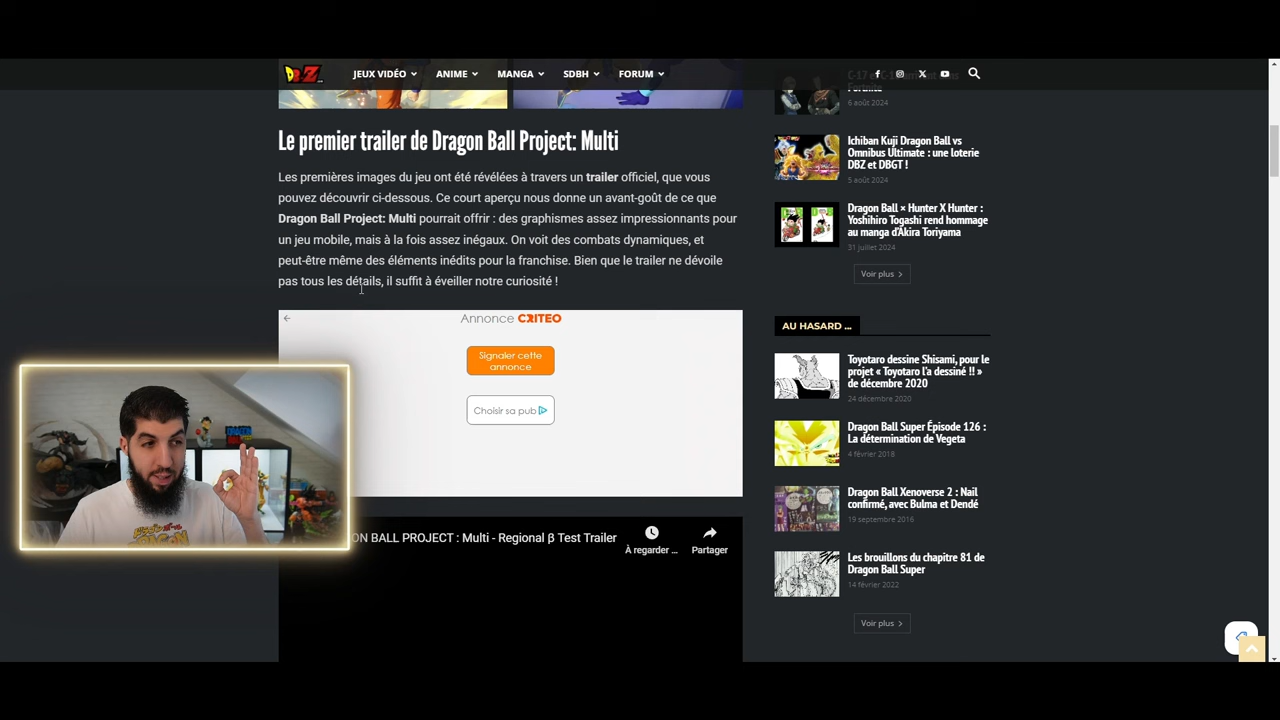 JEUX VIDÉO
ANIME
MANGA
SDBH
FORUM
Le premier trailer de Dragon Ball Project: Multi
Les premières images du jeu ont été révélées à travers un trailer officiel, que vous
pouvez découvrir ci-dessous. Ce court aperçu nous donne un avant-goût de ce que
Dragon Ball Project: Multi pourrait offrir : des graphismes assez impressionnants pour
un jeu mobile, mais à la fois assez inégaux. On voit des combats dynamiques, et
peut-être même des éléments inédits pour la franchise. Bien que le trailer ne dévoile
pas tous les détails, il suffit à éveiller notre curiosité !
Annonce CRITEO
Signaler cette
annonce
Choisir sa pub
ON BALL PROJECT : Multi - Regional β Test Trailer
À regarder ...
Partager
6 août 2024
Ichiban Kuji Dragon Ball vs
Omnibus Ultimate : une loterie
DBZ et DBGT !
5 août 2024
Dragon Ball × Hunter X Hunter :
Yoshihiro Togashi rend hommage
au manga d'Akira Toriyama
31 juillet 2024
Voir plus
AU HASARD ...
Toyotaro dessine Shisami, pour le
projet « Toyotaro l'a dessiné !! »
de décembre 2020
24 décembre 2020
Dragon Ball Super Épisode 126 :
La détermination de Vegeta
4 février 2018
Dragon Ball Xenoverse 2 : Nail
confirmé, avec Bulma et Dendé
19 septembre 2016
Les brouillons du chapitre 81 de
Dragon Ball Super
14 février 2022
Voir plus